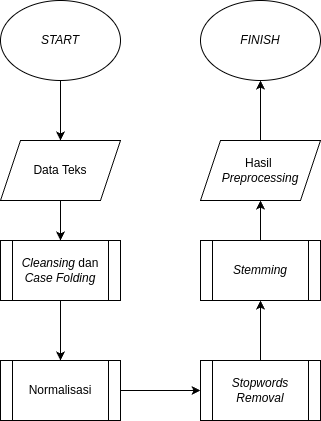 START
Data Teks
Cleansing dan
Case Folding
Normalisasi
Stopwords
Removal
Stemming
Hasil
Preprocessing
FINISH